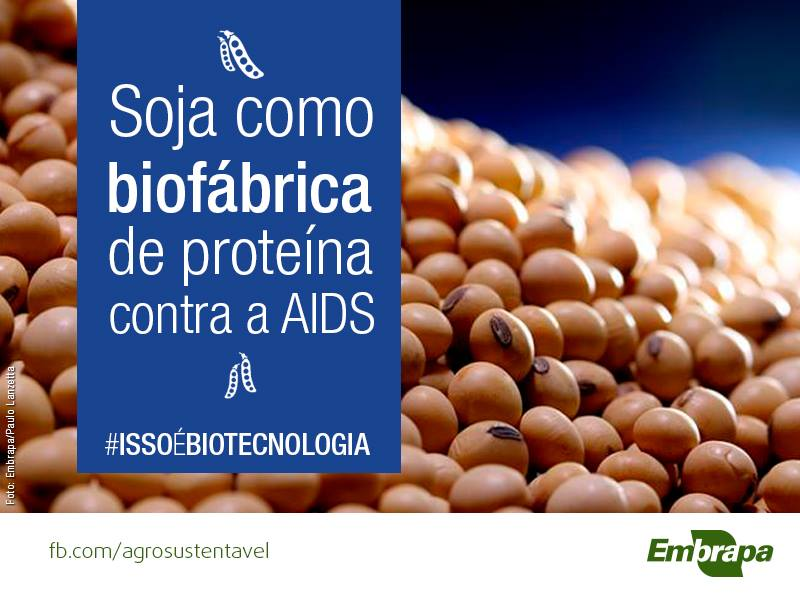 Soja como
biofábrica
de proteína
contra a AIDS
#ISSOÉBIOTECNOLOGIA
Foto: Embrapa/Paulo Lanzetta
fb.com/agrosustentavel
Embrapa